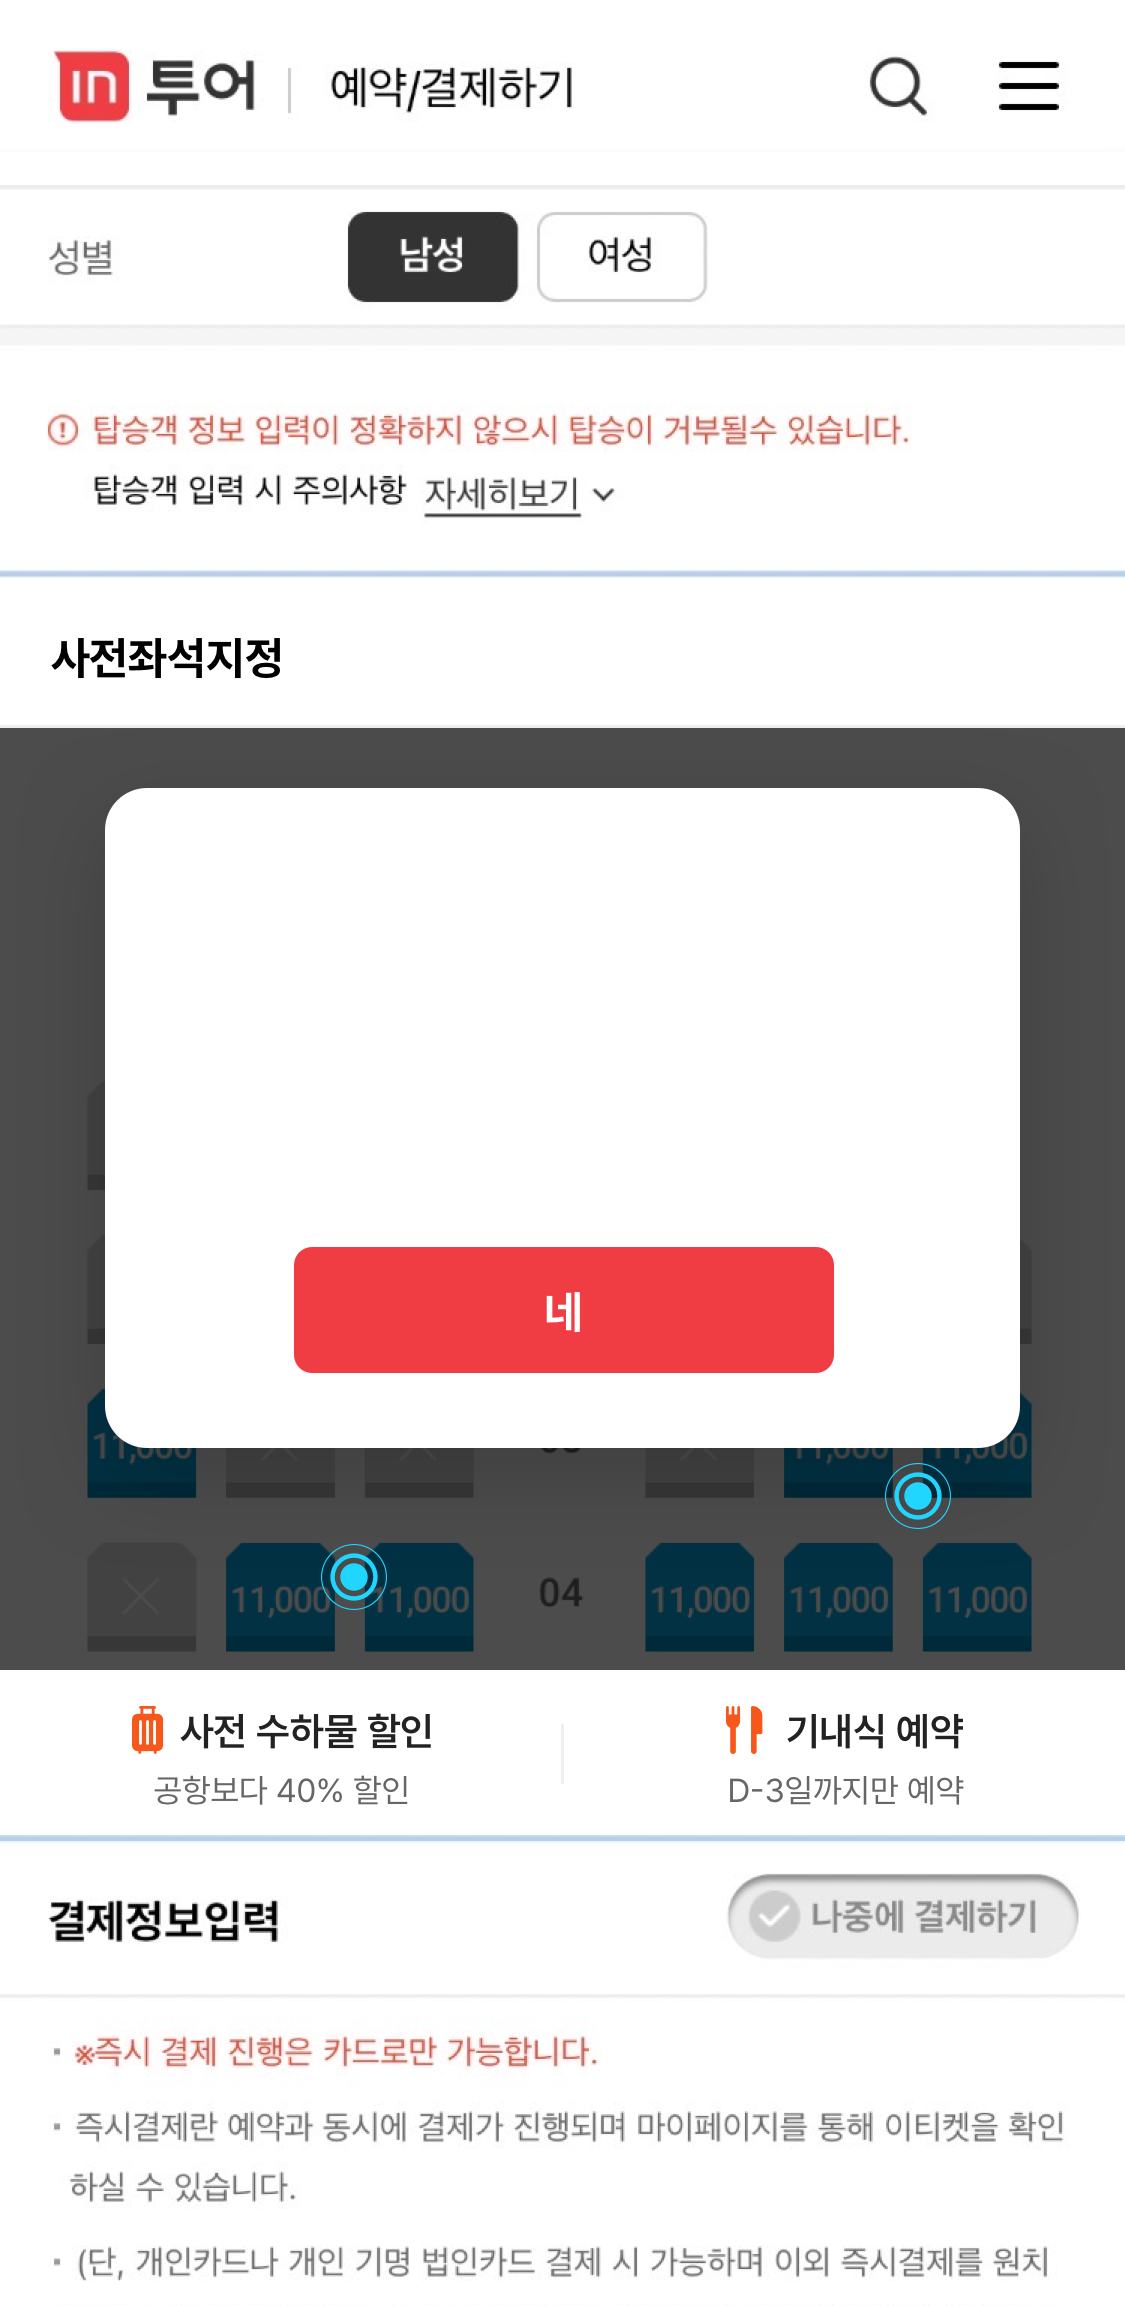 in 투어 | 예약/결제하기
성별 남성 여성
탑승객 정보 입력이 정확하지 않으시 탑승이 거부될수 있습니다.
탑승객 입력 시 주의사항 자세히보기
사전좌석지정
네
11,000 11,000 11,000
11,000 11,000 04 11,000 11,000 11,000
사전 수하물 할인
공항보다 40% 할인
기내식 예약
D-3일까지만 예약
결제정보입력 나중에 결제하기
· ※즉시 결제 진행은 카드로만 가능합니다.
· 즉시결제란 예약과 동시에 결제가 진행되며 마이페이지를 통해 이티켓을 확인
하실 수 있습니다.
· (단, 개인카드나 개인 기명 법인카드 결제 시 가능하며 이외 즉시결제를 원치